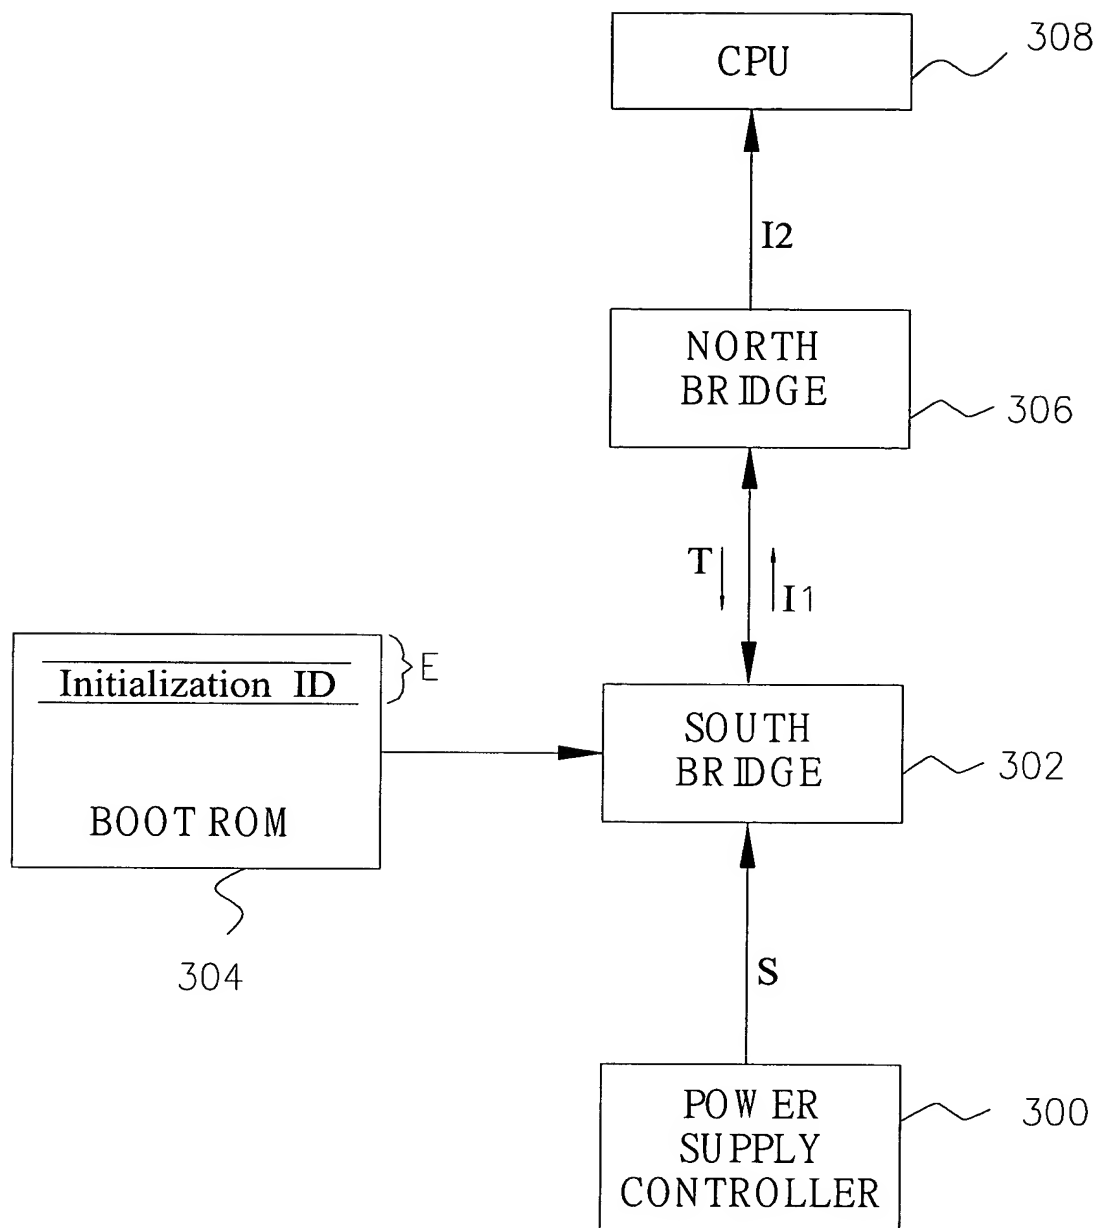 CPU
308
I2
NORTH
BRIDGE
306
T
I1
Initialization ID
E
BOOT ROM
304
SOUTH
BRIDGE
302
S
POWER
SUPPLY
CONTROLLER
300